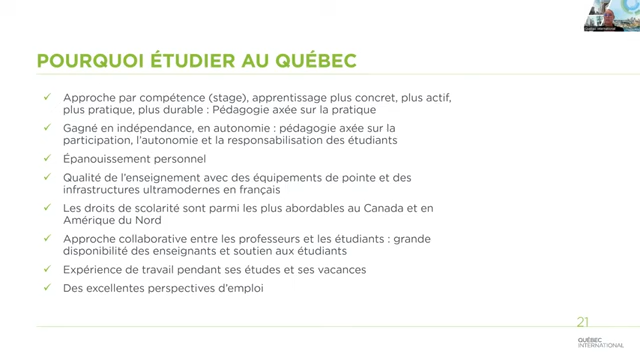 POURQUOI ÉTUDIER AU QUÉBEC
✓ Approche par compétence (stage), apprentissage plus concret, plus actif,
plus pratique, plus durable : Pédagogie axée sur la pratique
✓ Gagné en indépendance, en autonomie : pédagogie axée sur la
participation, l'autonomie et la responsabilisation des étudiants
✓ Épanouissement personnel
✓ Qualité de l'enseignement avec des équipements de pointe et des
infrastructures ultramodernes en français
✓ Les droits de scolarité sont parmi les plus abordables au Canada et en
Amérique du Nord
✓ Approche collaborative entre les professeurs et les étudiants : grande
disponibilité des enseignants et soutien aux étudiants
✓ Expérience de travail pendant ses études et ses vacances
✓ Des excellentes perspectives d'emploi
21
QUÉBEC
INTERNATIONAL